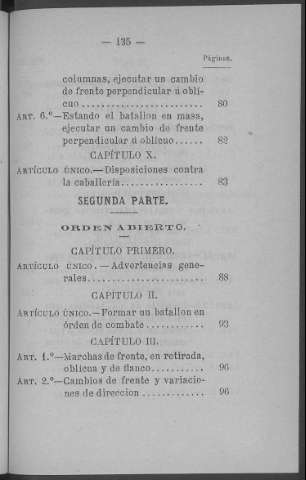 — 135 —
Páginas.
columnas, ejecutar un cambio
de frente perpendicular ú obli-
cuo ...................... 80
ART. 6.º—Estando el batallon en masa,
ejecutar un cambio de frente
perpendicular ú oblicuo...... 82
CAPÍTULO X.
ARTÍCULO ÚNICO.—Disposiciones contra
la caballería................. 83
SEGUNDA PARTE.
ORDEN ABIERTO.
CAPÍTULO PRIMERO.
ARTÍCULO ÚNICO.—Advertencias gene-
rales........................ 88
CAPÍTULO II.
ARTÍCULO ÚNICO.—Formar un batallon en
órden de combate ............ 93
CAPÍTULO III.
ART. 1.º—Marchas de frente, en retirada,
oblicua y de flanco........... 96
ART. 2.º—Cambios de frente y variacio-
nes de direccion ............. 96